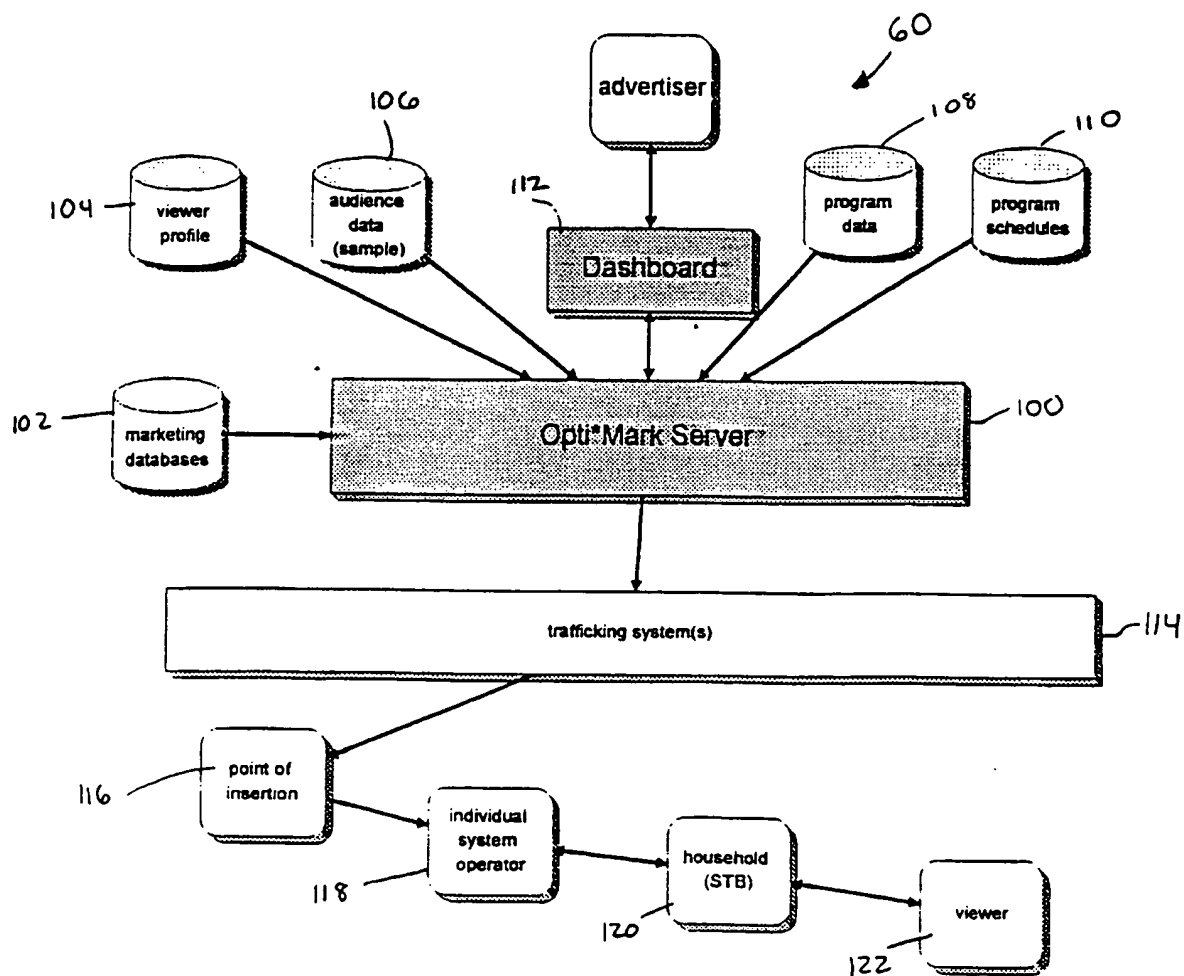 60
advertiser
106
108
110
104
viewer
profile
audience
data
(sample)
112
program
data
program
schedules
Dashboard
102
marketing
databases
Opti*Mark Server
100
trafficking system(s)
114
116
point of
insertion
individual
system
operator
118
household
(STB)
120
viewer
122